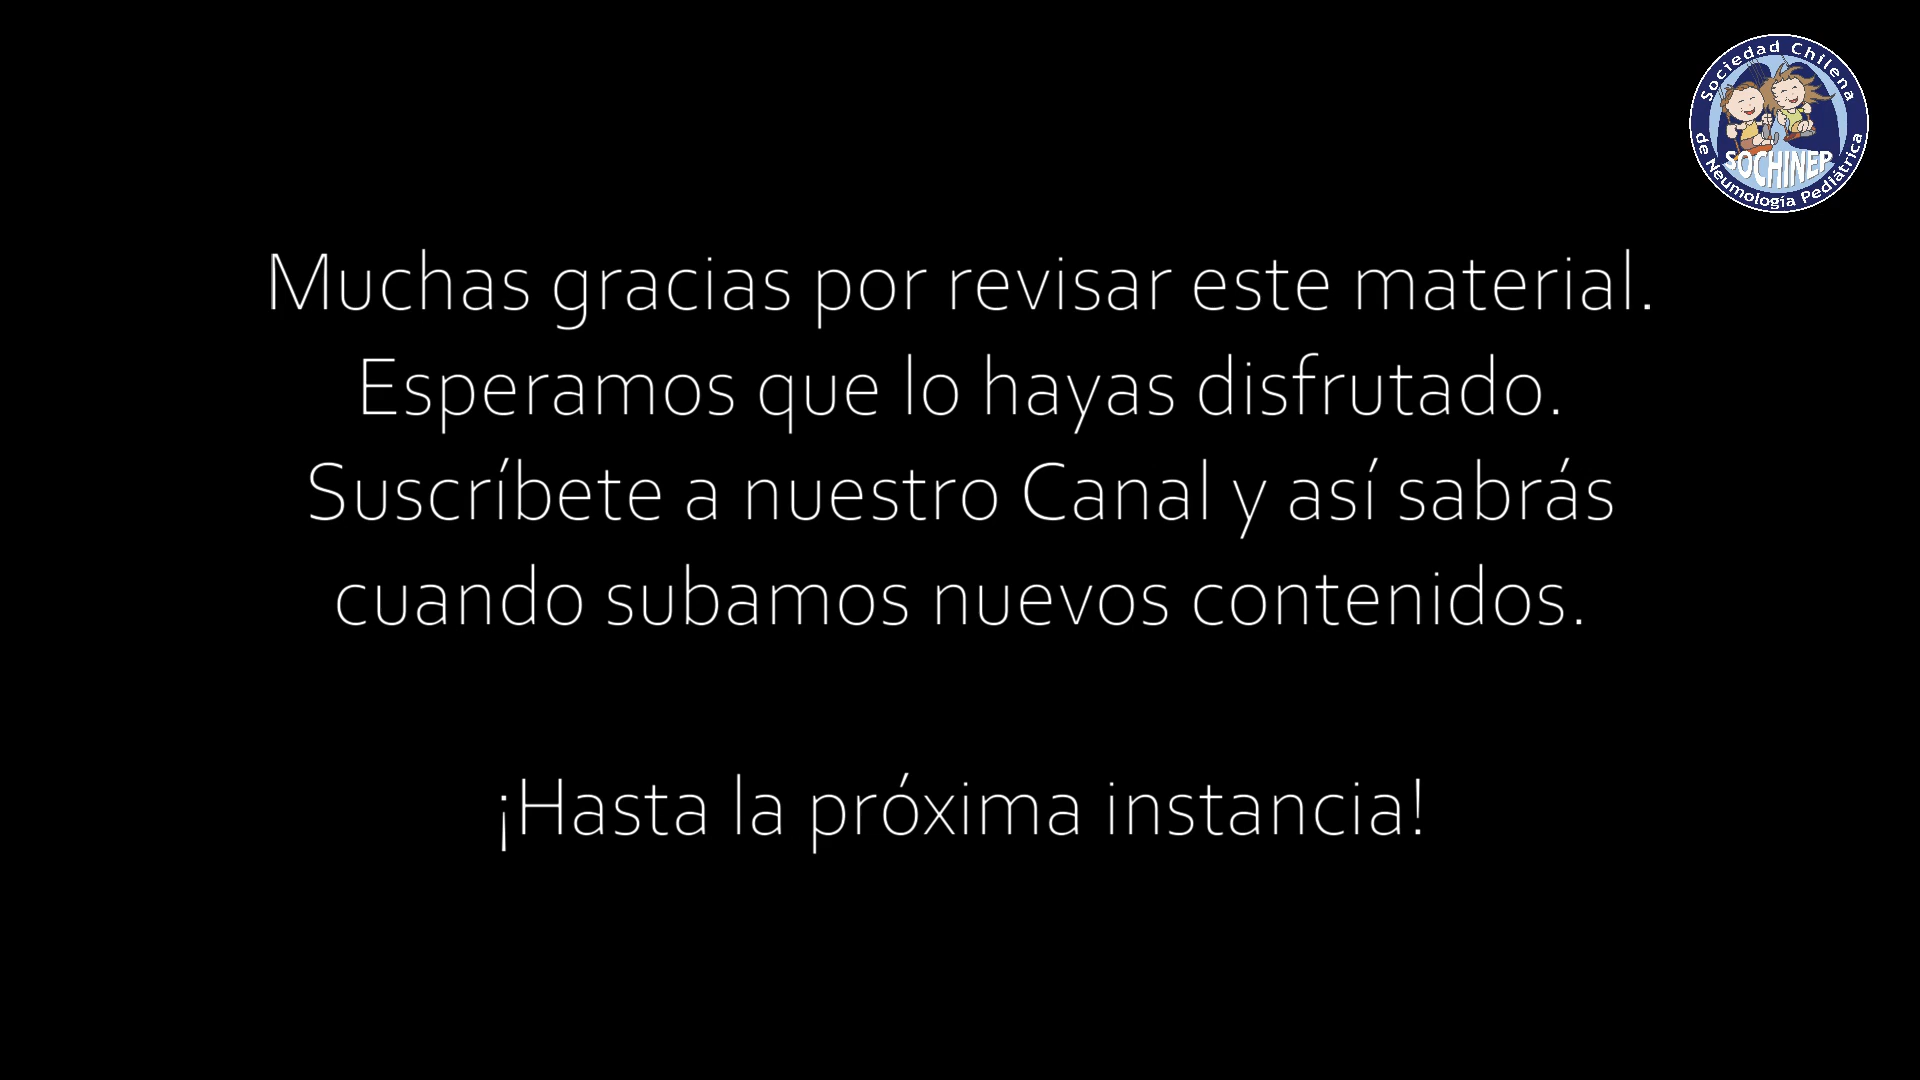 Sociedad Chilena
de Neumología Pediátrica
SOCHINEP
Muchas gracias por revisar este material.
Esperamos que lo hayas disfrutado.
Suscríbete a nuestro Canal y así sabrás
cuando subamos nuevos contenidos.
¡Hasta la próxima instancia!